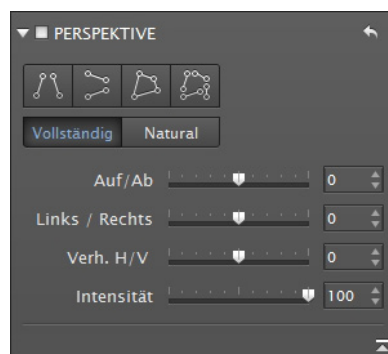 PERSPEKTIVE
Vollständig Natural
Auf/Ab 0
Links / Rechts 0
Verh. H/V 0
Intensität 100